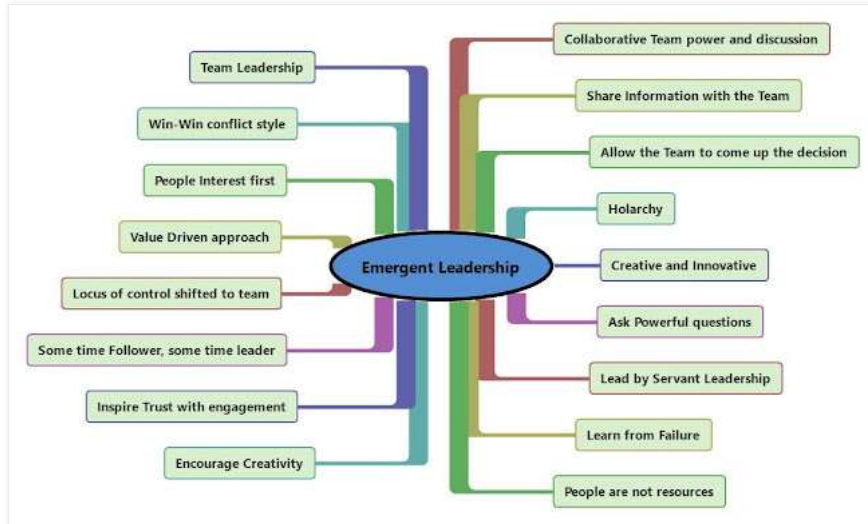 Team Leadership
Win-Win conflict style
People Interest first
Value Driven approach
Locus of control shifted to team
Some time Follower, some time leader
Inspire Trust with engagement
Encourage Creativity
Emergent Leadership
Collaborative Team power and discussion
Share Information with the Team
Allow the Team to come up the decision
Holarchy
Creative and Innovative
Ask Powerful questions
Lead by Servant Leadership
Learn from Failure
People are not resources